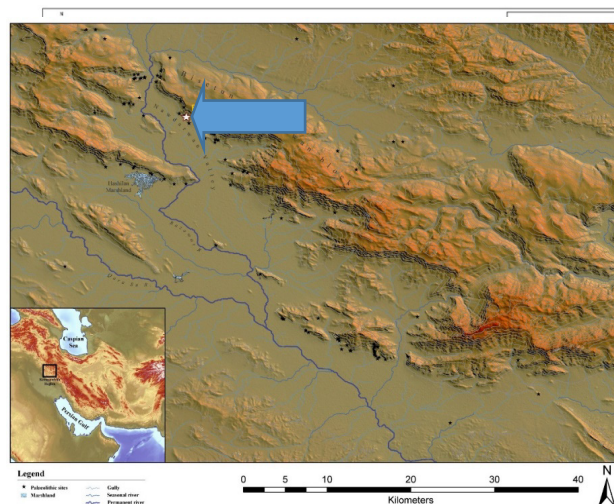 Hashilan
Marshland
Caspian
Sea
Persian Gulf
Legend
Paleolithic sites
Marshland
Gully
Seasonal river
Permanent river
0 5 10 20 30 40
Kilometers
N